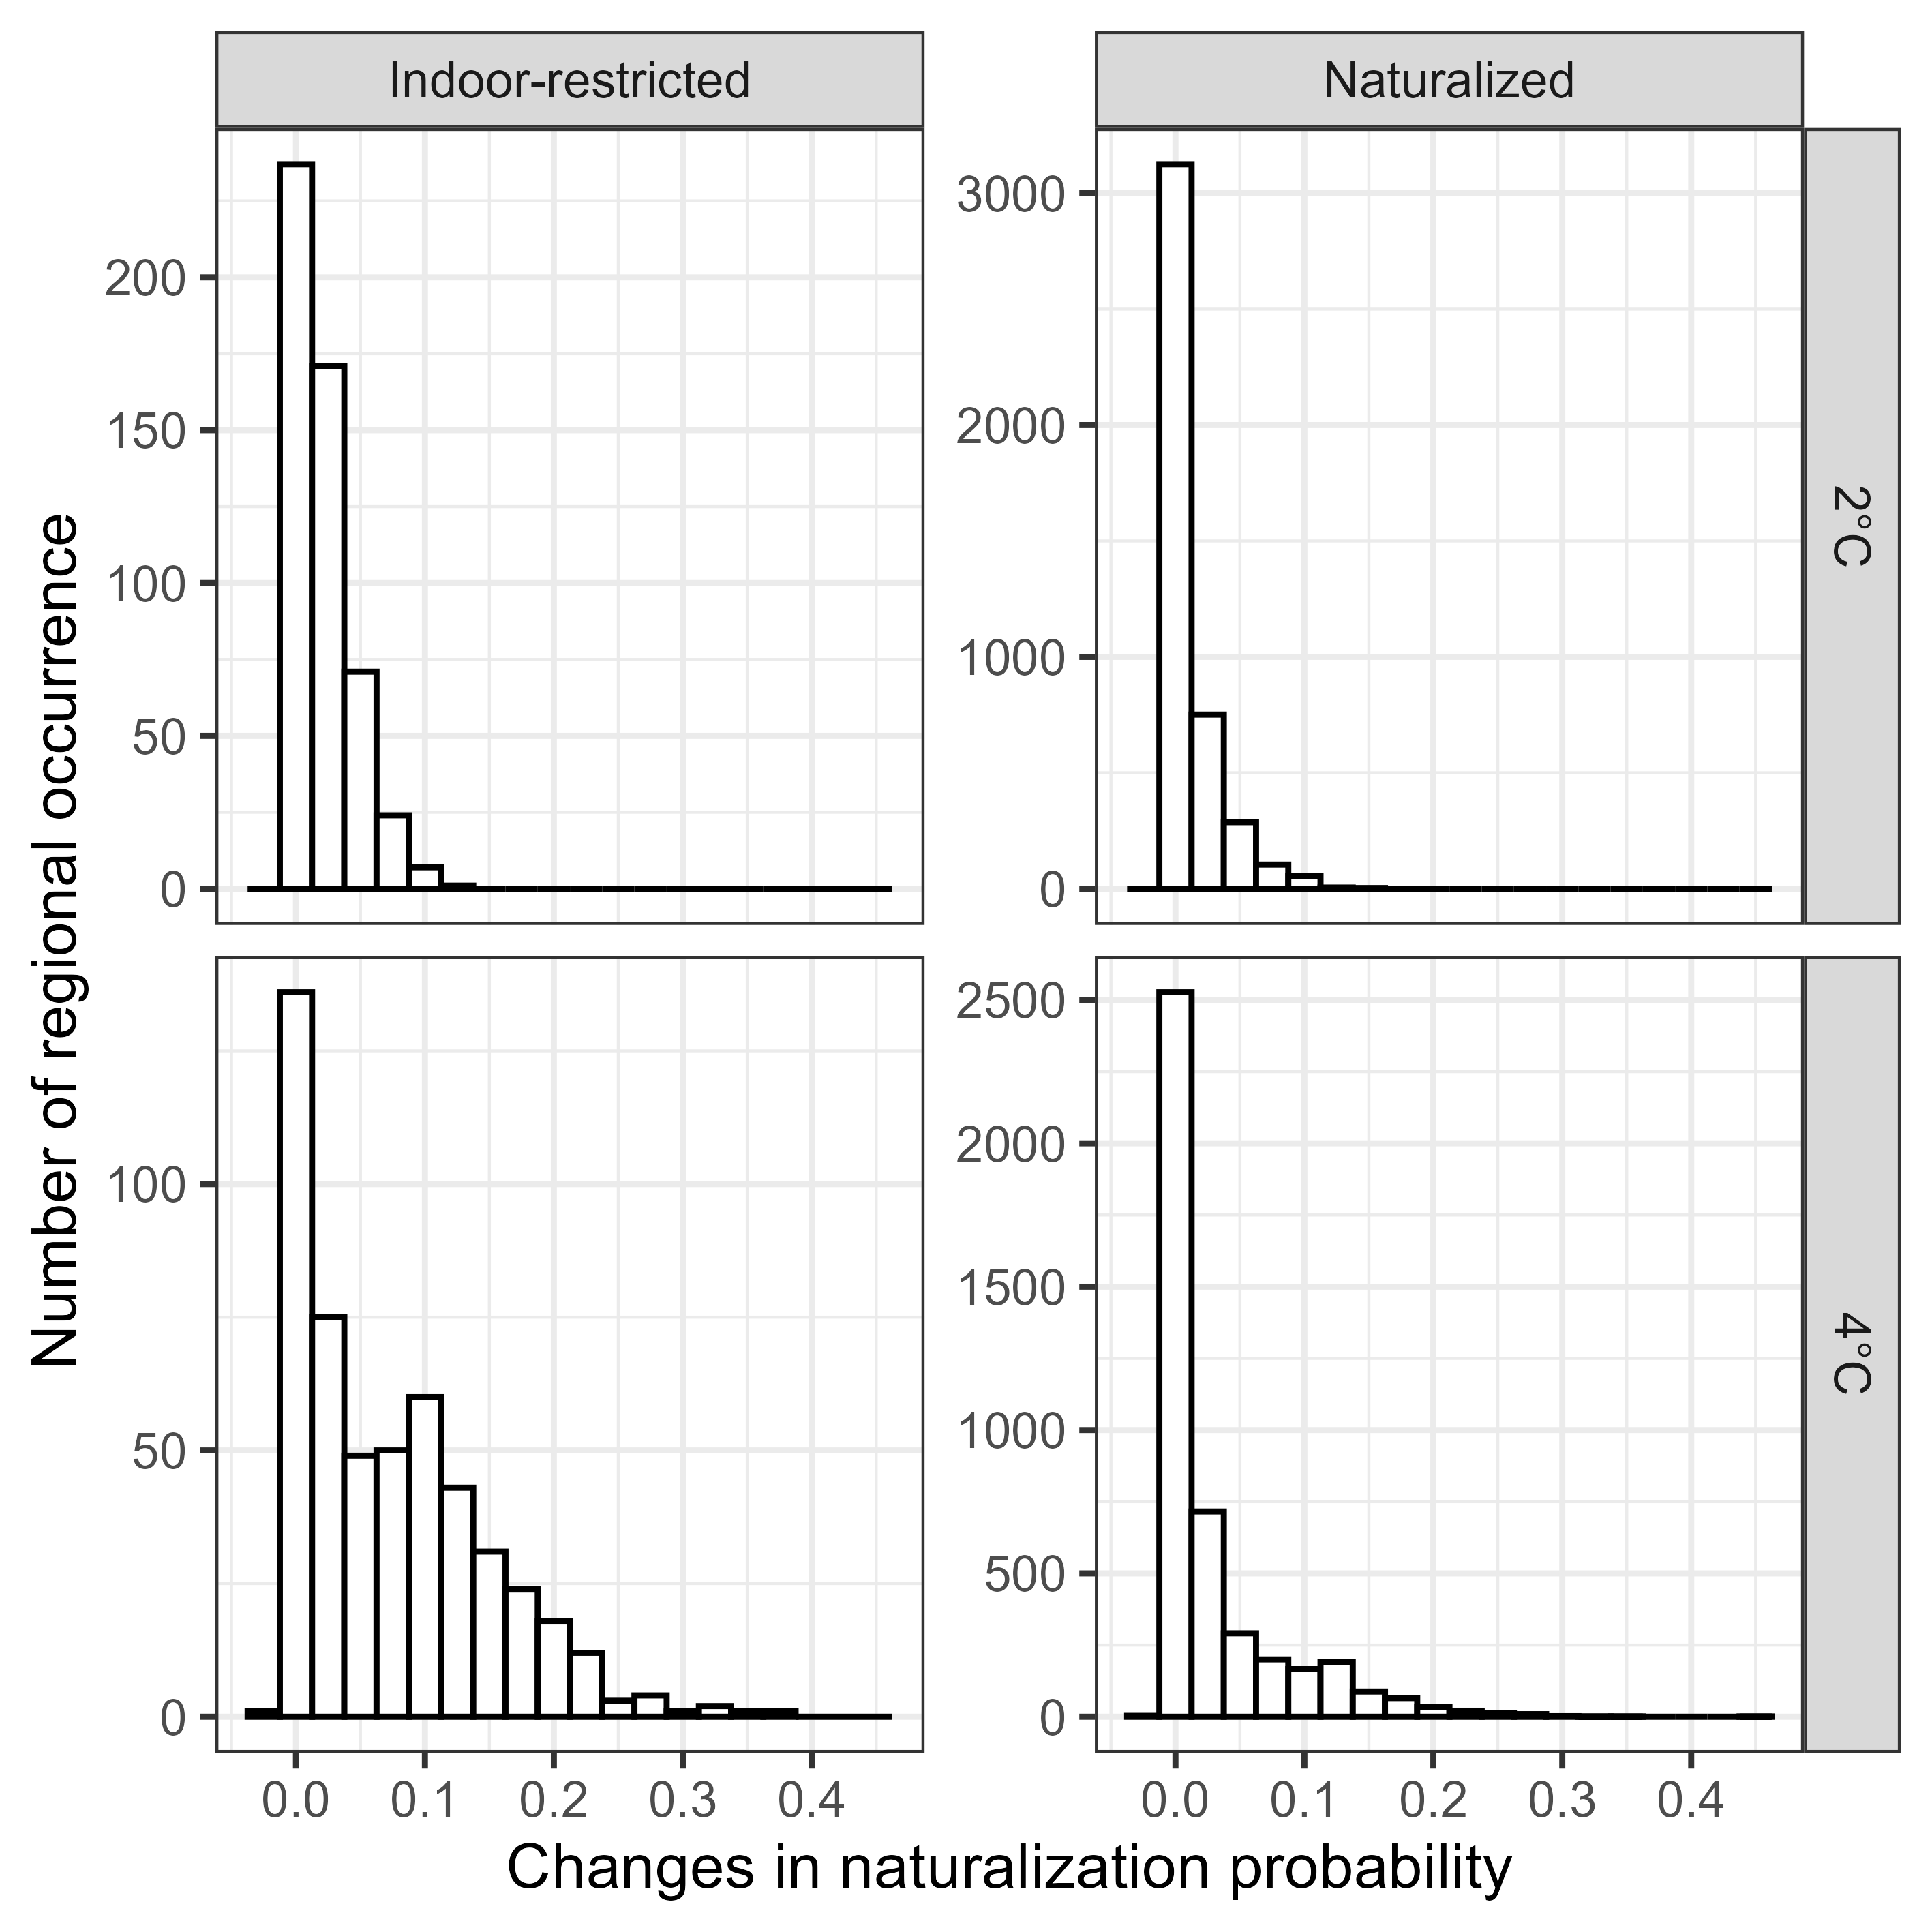 Indoor-restricted
Naturalized
200
150
100
50
0
3000
2000
1000
0
2°C
100
50
0
2500
2000
1500
1000
500
0
4°C
0.0 0.1 0.2 0.3 0.4
0.0 0.1 0.2 0.3 0.4
Number of regional occurrence
Changes in naturalization probability